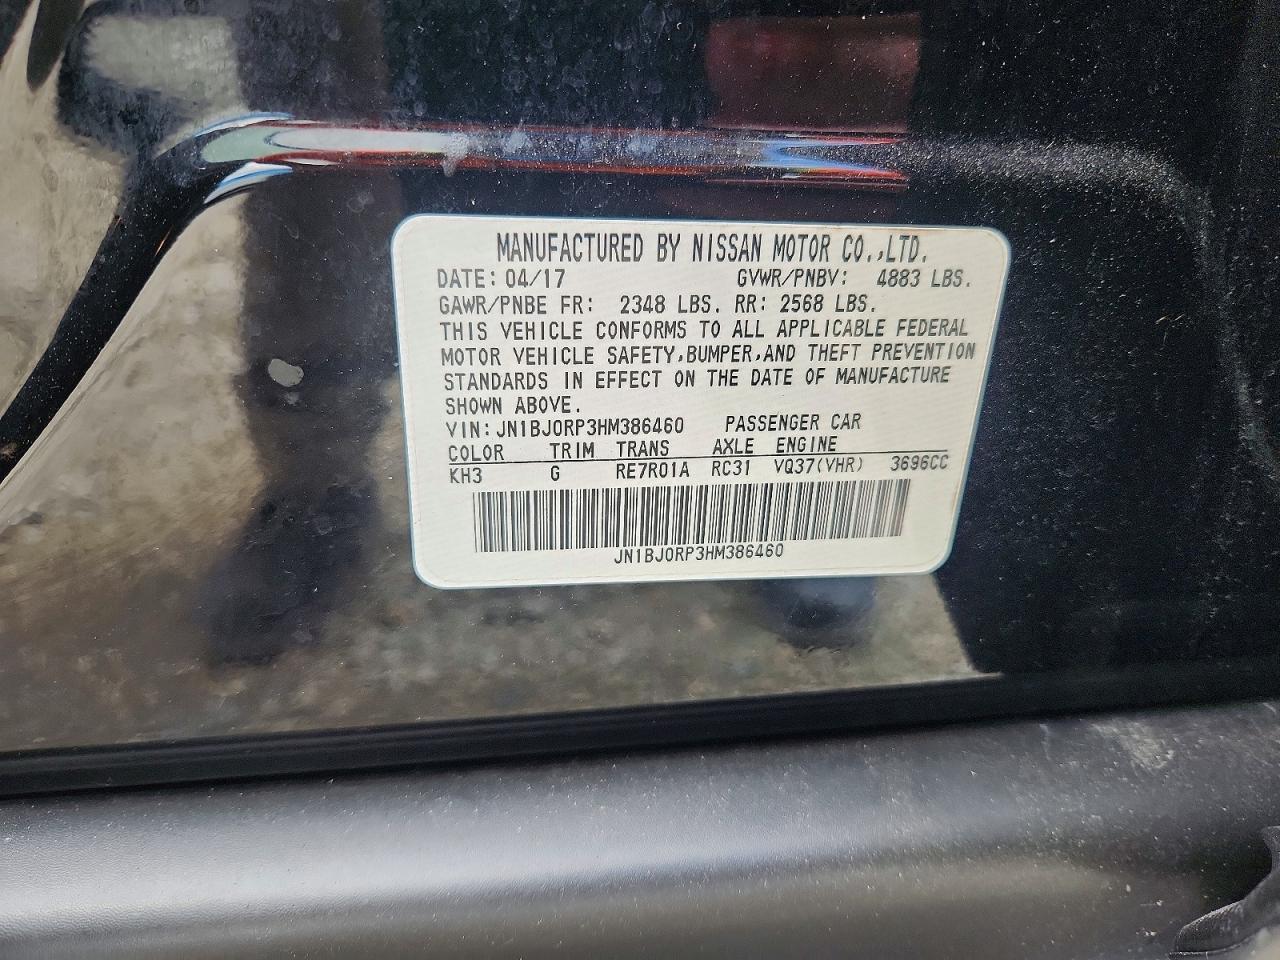 MANUFACTURED BY NISSAN MOTOR CO.,LTD.
DATE: 04/17 GVWR/PNBV: 4883 LBS.
GAWR/PNBE FR: 2348 LBS. RR: 2568 LBS.
THIS VEHICLE CONFORMS TO ALL APPLICABLE FEDERAL
MOTOR VEHICLE SAFETY,BUMPER,AND THEFT PREVENTION
STANDARDS IN EFFECT ON THE DATE OF MANUFACTURE
SHOWN ABOVE.
VIN: JN1BJ0RP3HM386460 PASSENGER CAR
COLOR TRIM TRANS AXLE ENGINE
KH3 G RE7R01A RC31 VQ37(VHR) 3696CC
JN1BJ0RP3HM386460